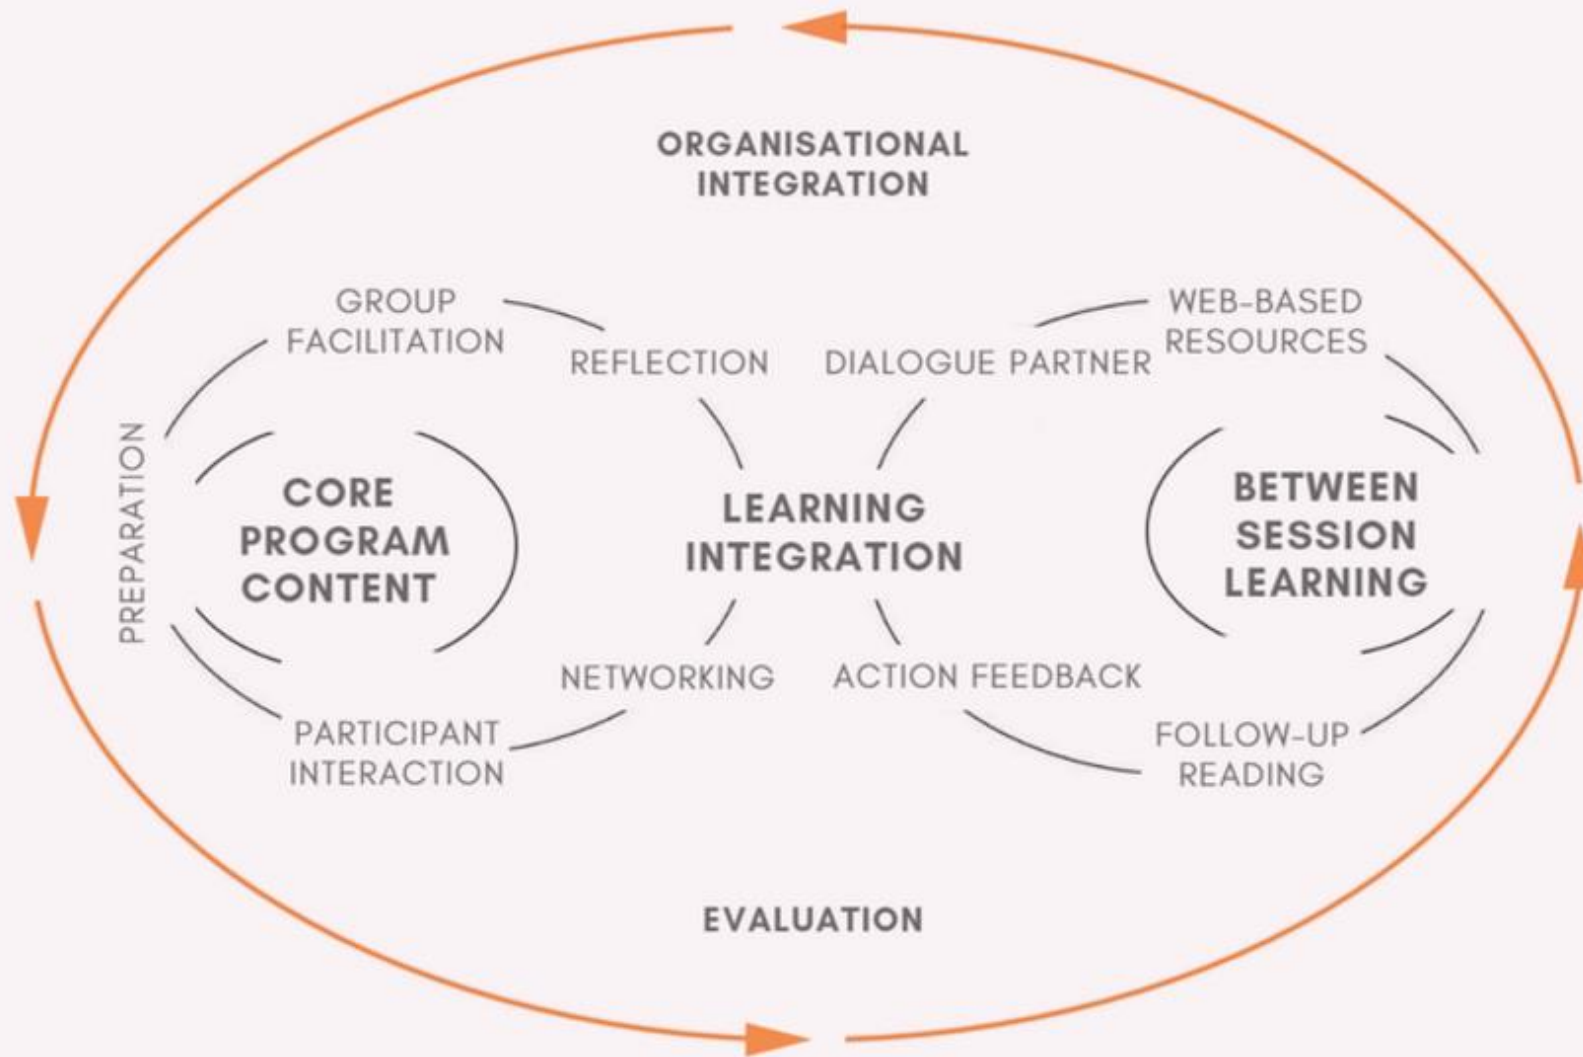 ORGANISATIONAL
INTEGRATION
GROUP
FACILITATION
REFLECTION
DIALOGUE PARTNER
WEB-BASED
RESOURCES
PREPARATION
CORE
PROGRAM
CONTENT
LEARNING
INTEGRATION
BETWEEN
SESSION
LEARNING
NETWORKING
ACTION FEEDBACK
PARTICIPANT
INTERACTION
FOLLOW-UP
READING
EVALUATION